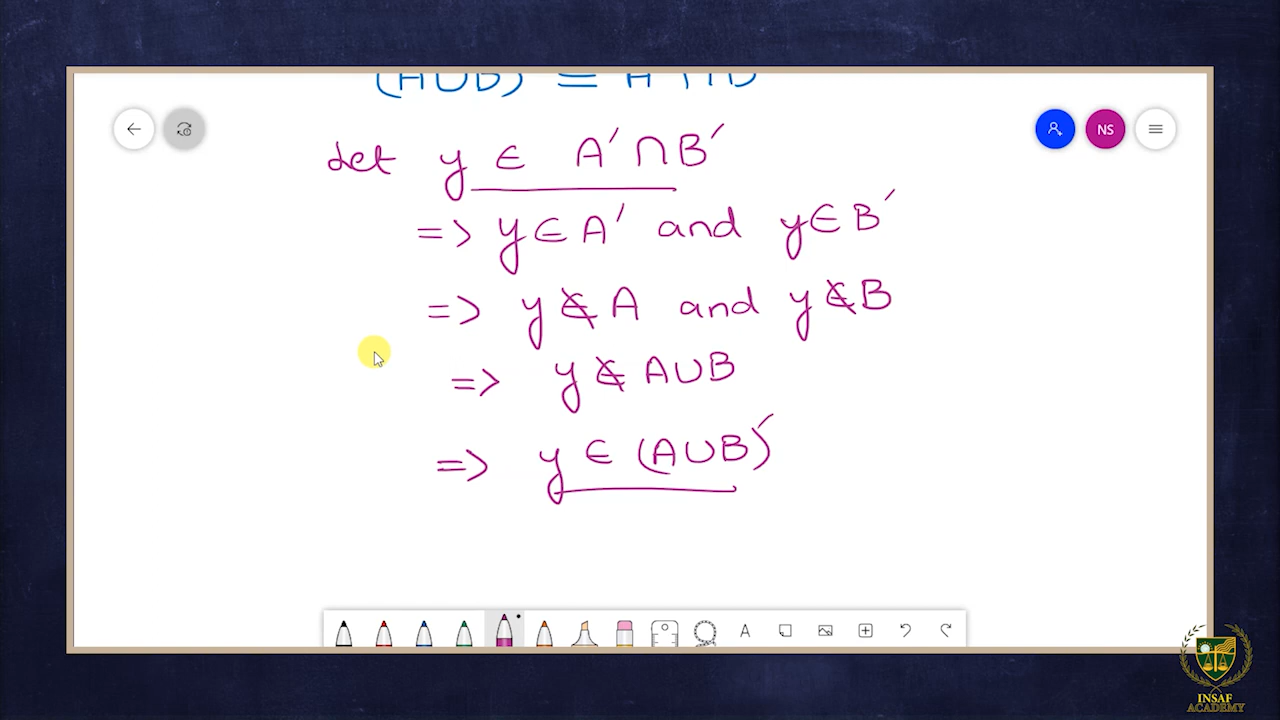 (A∪B) ⊆ A ∩ B
NS
Let y ∈ A′∩B′
=> y∈A′ and y∈B′
=> y∉A and y∉B
=> y∉ A∪B
=> y ∈ (A∪B)′
A
INSAF
ACADEMY